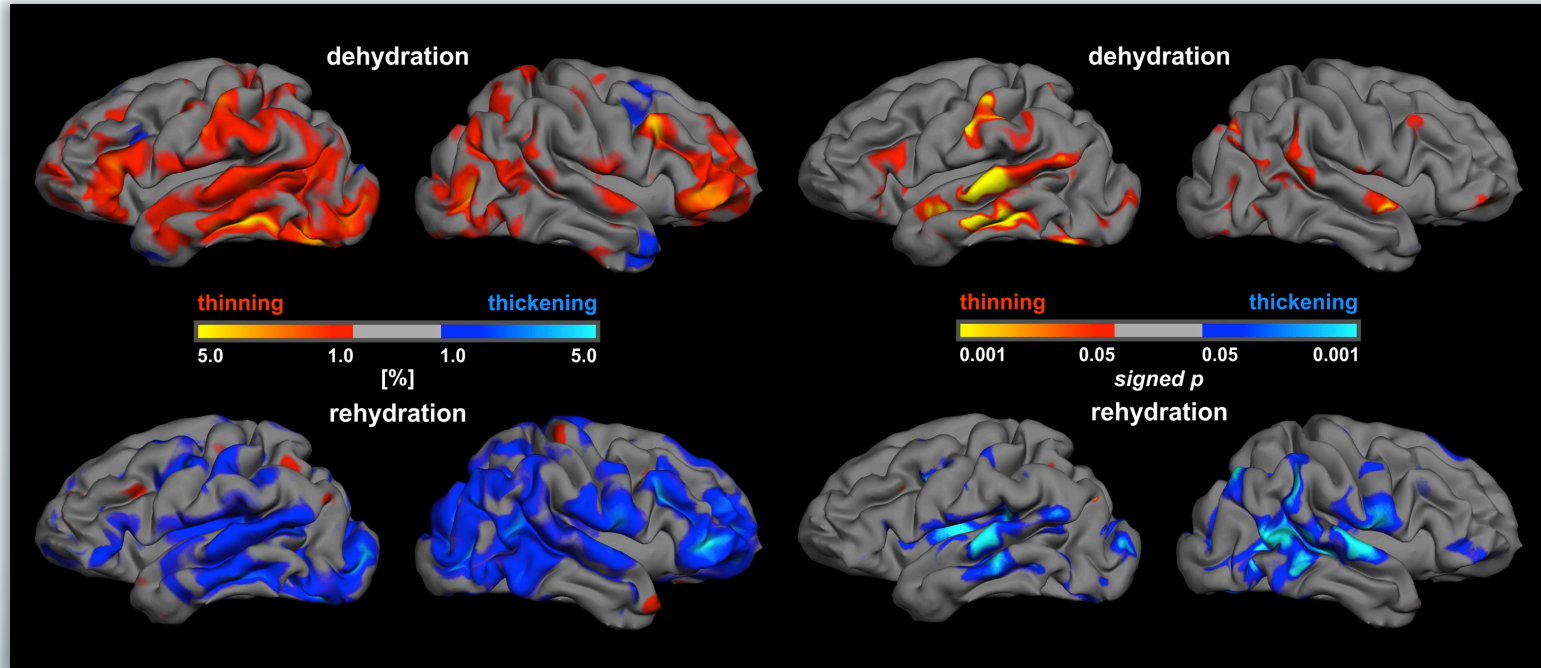 dehydration
dehydration
thinning thickening
5.0 1.0 1.0 5.0
[%]
thinning thickening
0.001 0.05 0.05 0.001
signed p
rehydration
rehydration